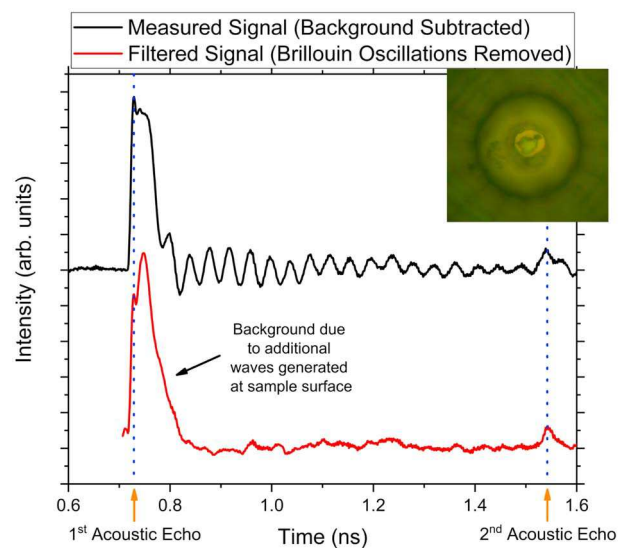 Measured Signal (Background Subtracted)
Filtered Signal (Brillouin Oscillations Removed)
Intensity (arb. units)
Background due
to additional
waves generated
at sample surface
0.6 0.8 1.0 1.2 1.4 1.6
1st Acoustic Echo Time (ns) 2nd Acoustic Echo